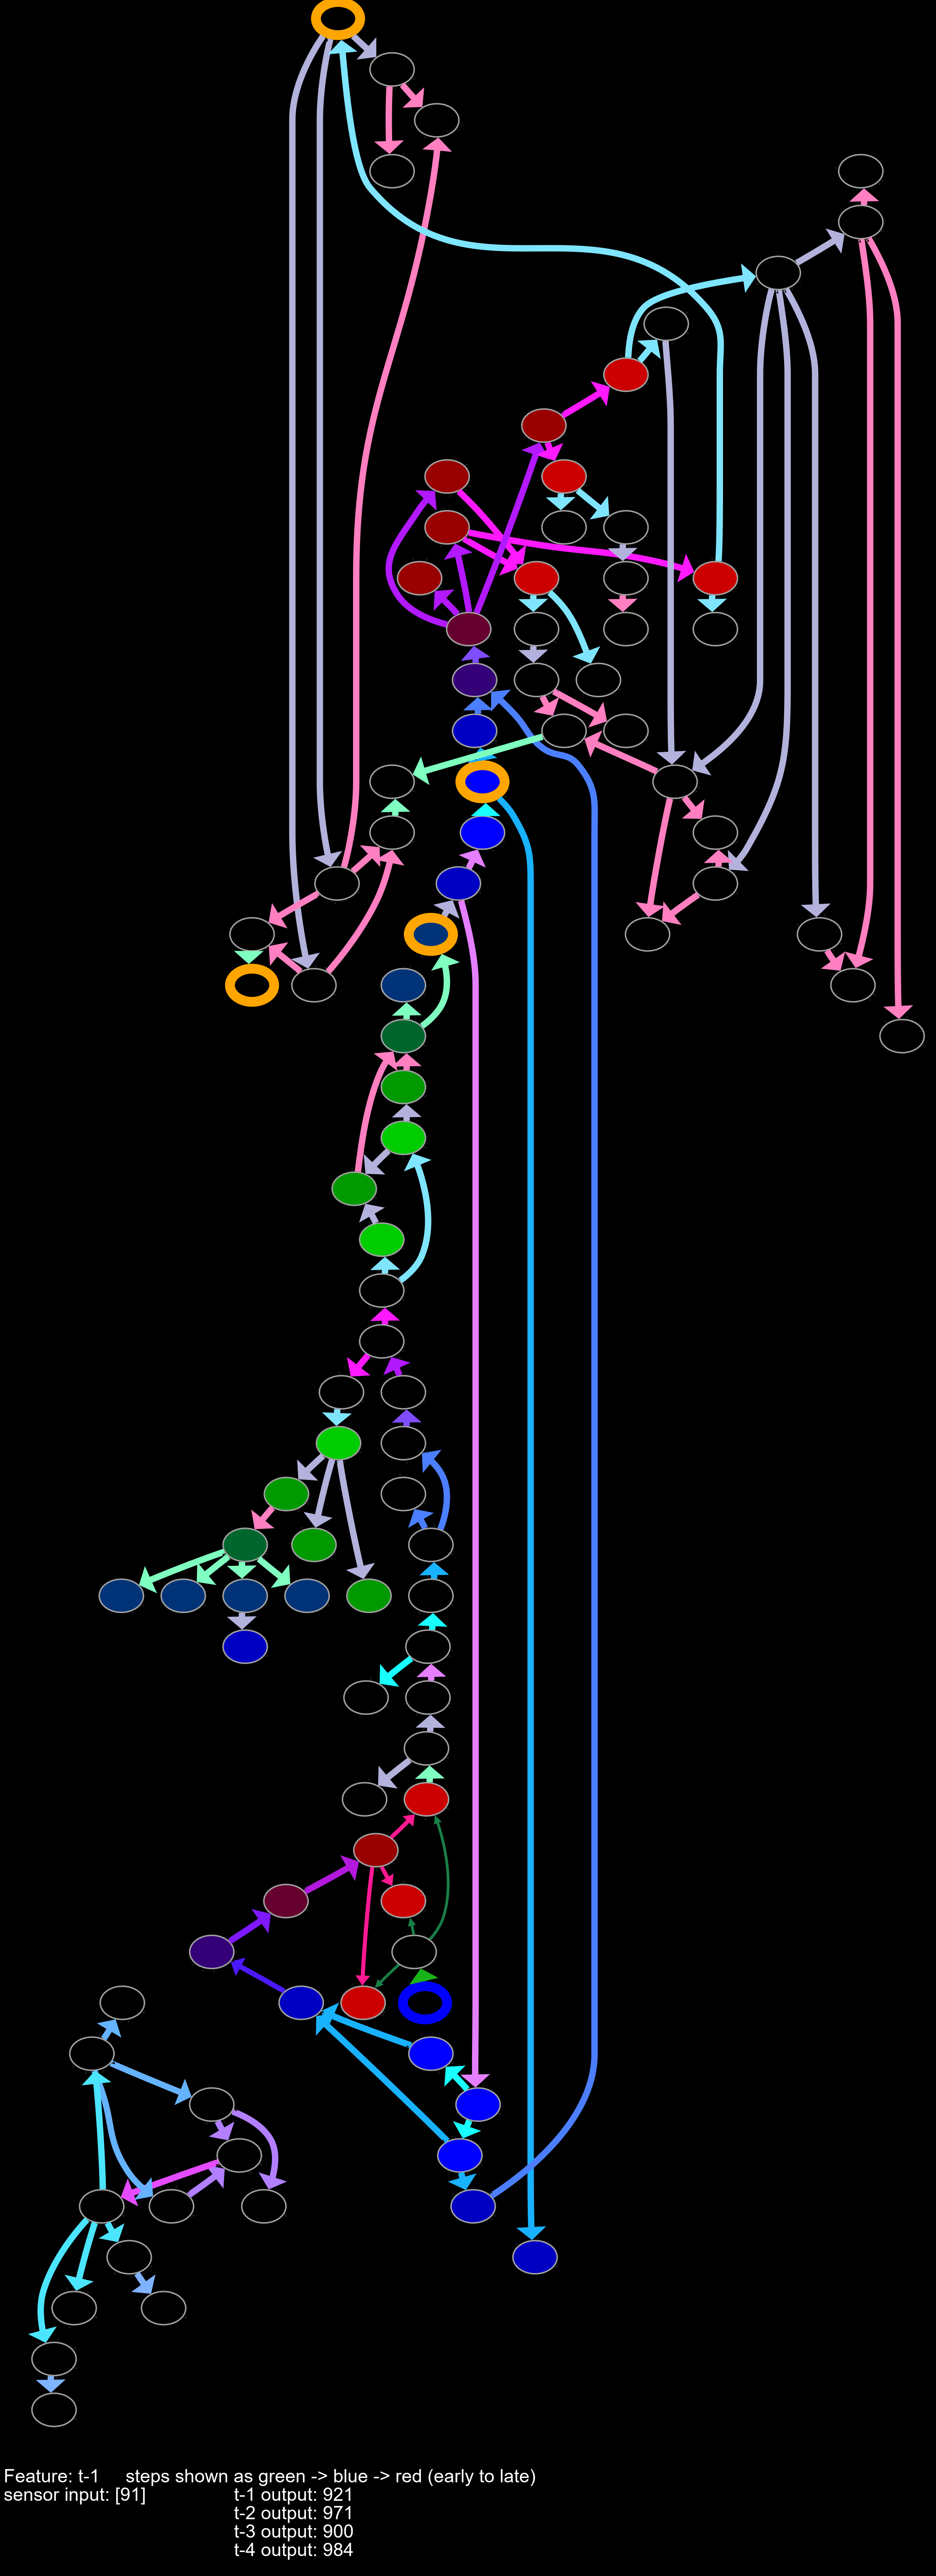 Feature: t-1 steps shown as green -> blue -> red (early to late)
sensor input: [91] t-1 output: 921
t-2 output: 971
t-3 output: 900
t-4 output: 984